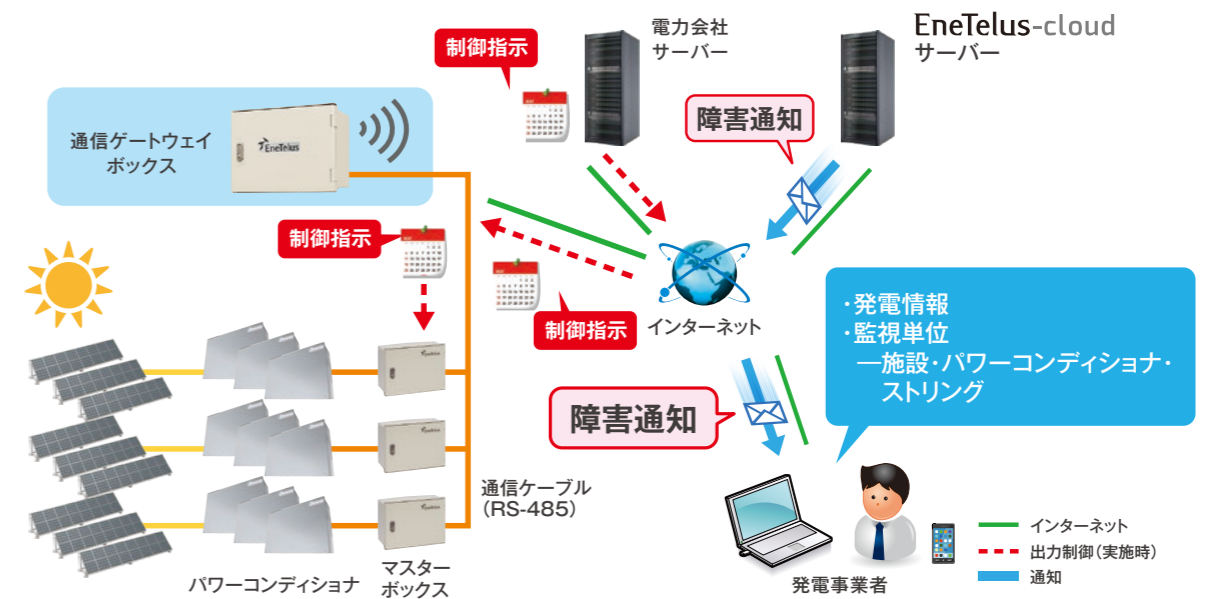 制御指示
電力会社
サーバー
EneTelus-cloud
サーバー
障害通知
通信ゲートウェイ
ボックス
EneTelus
制御指示
制御指示
インターネット
・発電情報
・監視単位
―施設・パワーコンディショナ・
ストリング
障害通知
通信ケーブル
(RS-485)
パワーコンディショナ
マスター
ボックス
発電事業者
インターネット
出力制御(実施時)
通知